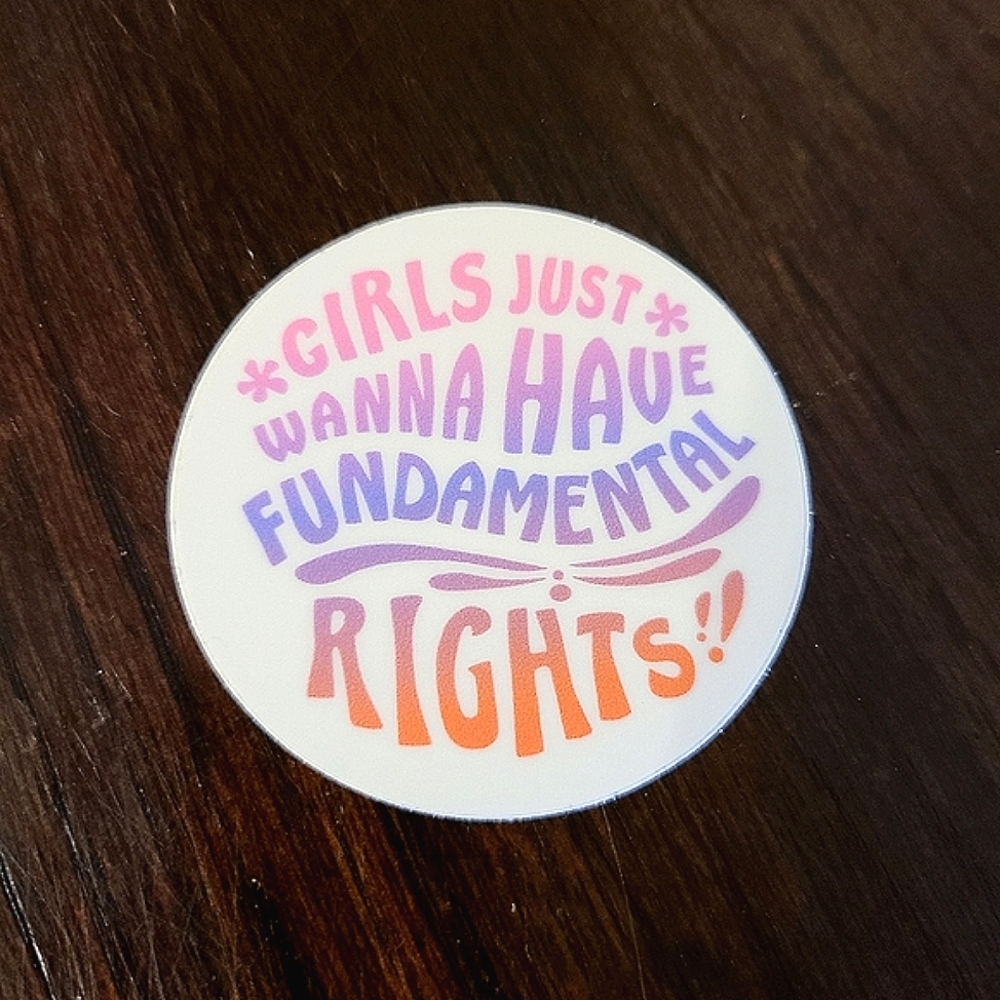 *GIRLS JUST*
WANNA HAVE
FUNDAMENTAL
RIGHTS!!